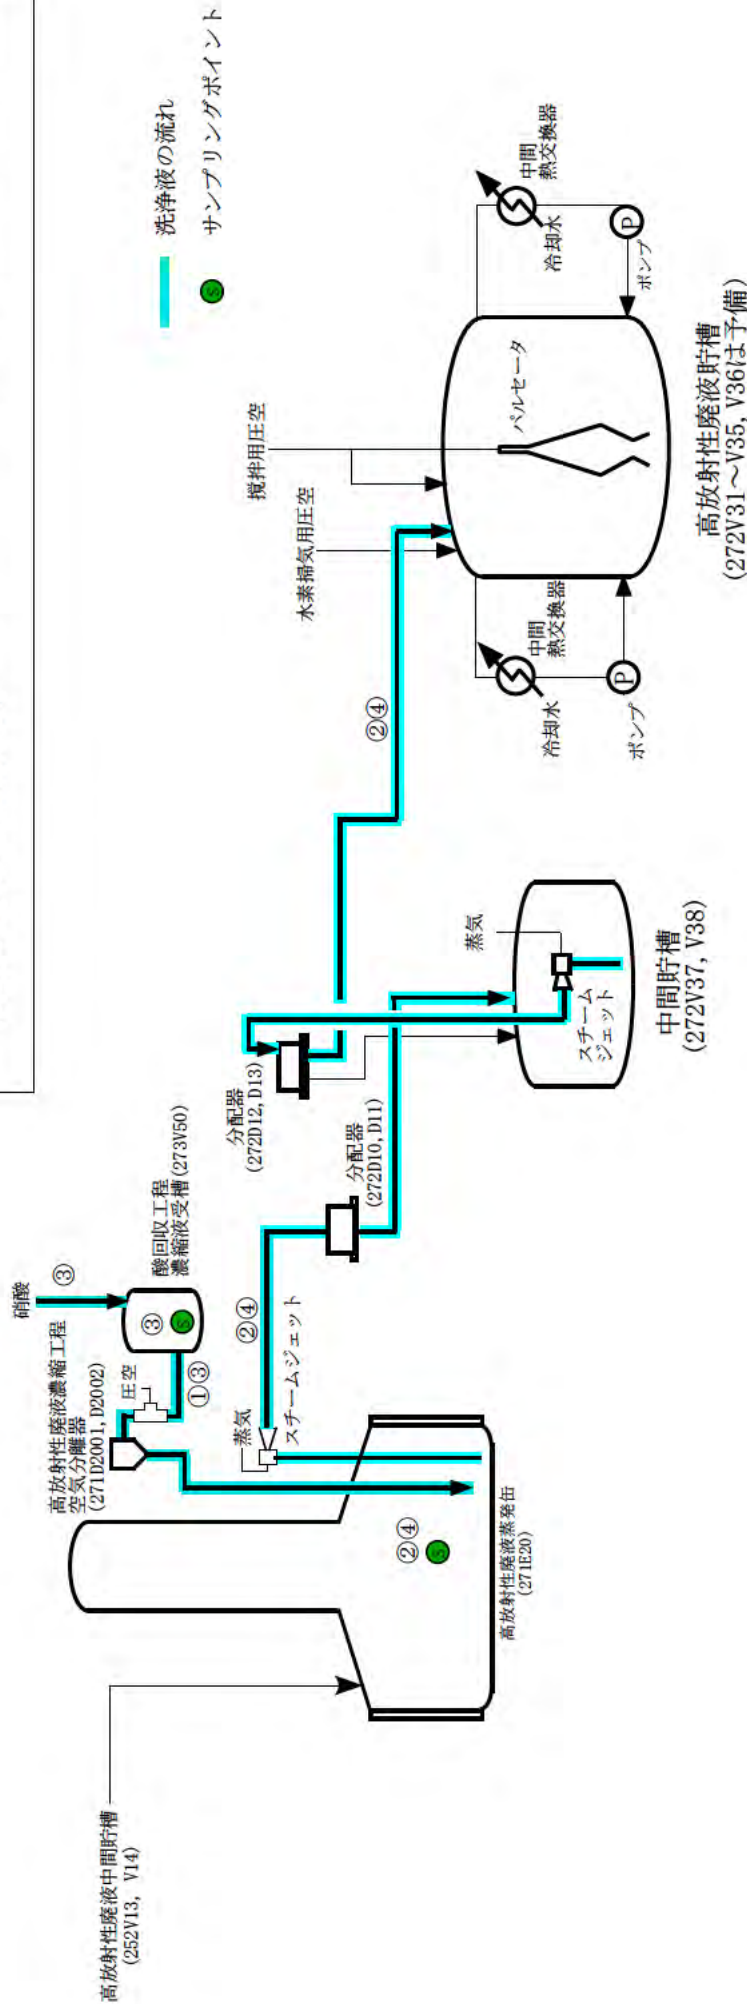 洗浄液の流れ
S サンプリングポイント
硝酸
③
酸回収工程
濃縮液受槽(273V50)
③
S
①③
圧空
高放射性廃液濃縮工程
空気分離器
(271D2001, D2002)
高放射性廃液中間貯槽
(252V13, V14)
②④
S
高放射性廃液蒸発缶
(271E20)
蒸気
スチームジェット
②④
分配器
(272D10, D11)
分配器
(272D12, D13)
蒸気
スチーム
ジェット
中間貯槽
(272V37, V38)
②④
水素掃気用圧空
撹拌用圧空
パルセータ
冷却水
中間
熱交換器
P
ポンプ
冷却水
中間
熱交換器
P
ポンプ
高放射性廃液貯槽
(272V31～V35, V36は予備)